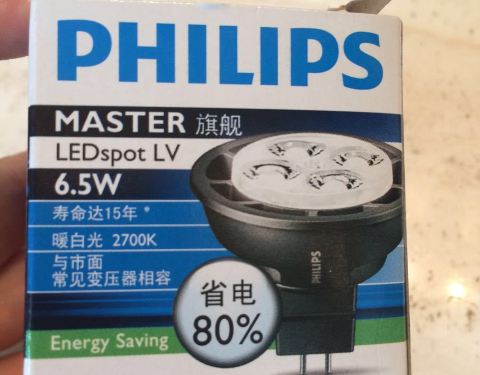 PHILIPS
MASTER 旗舰
LEDspot LV
6.5W
寿命达15年*
暖白光 2700K
与市面
常见变压器相容
PHILIPS
省电
80%
Energy Saving